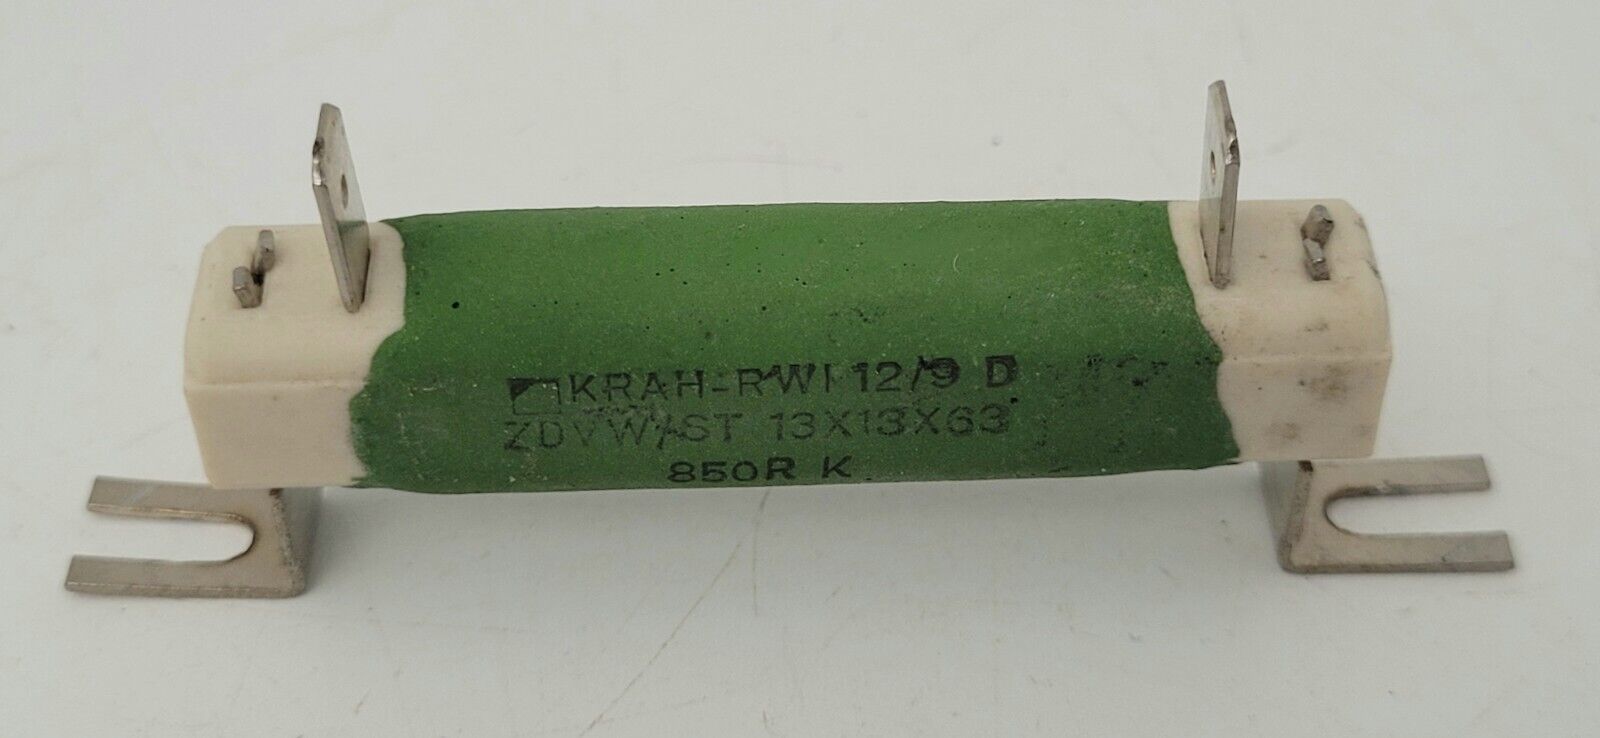 KRAH-RWI 12/9 D
ZDVW/ST 13X13X63
850R K